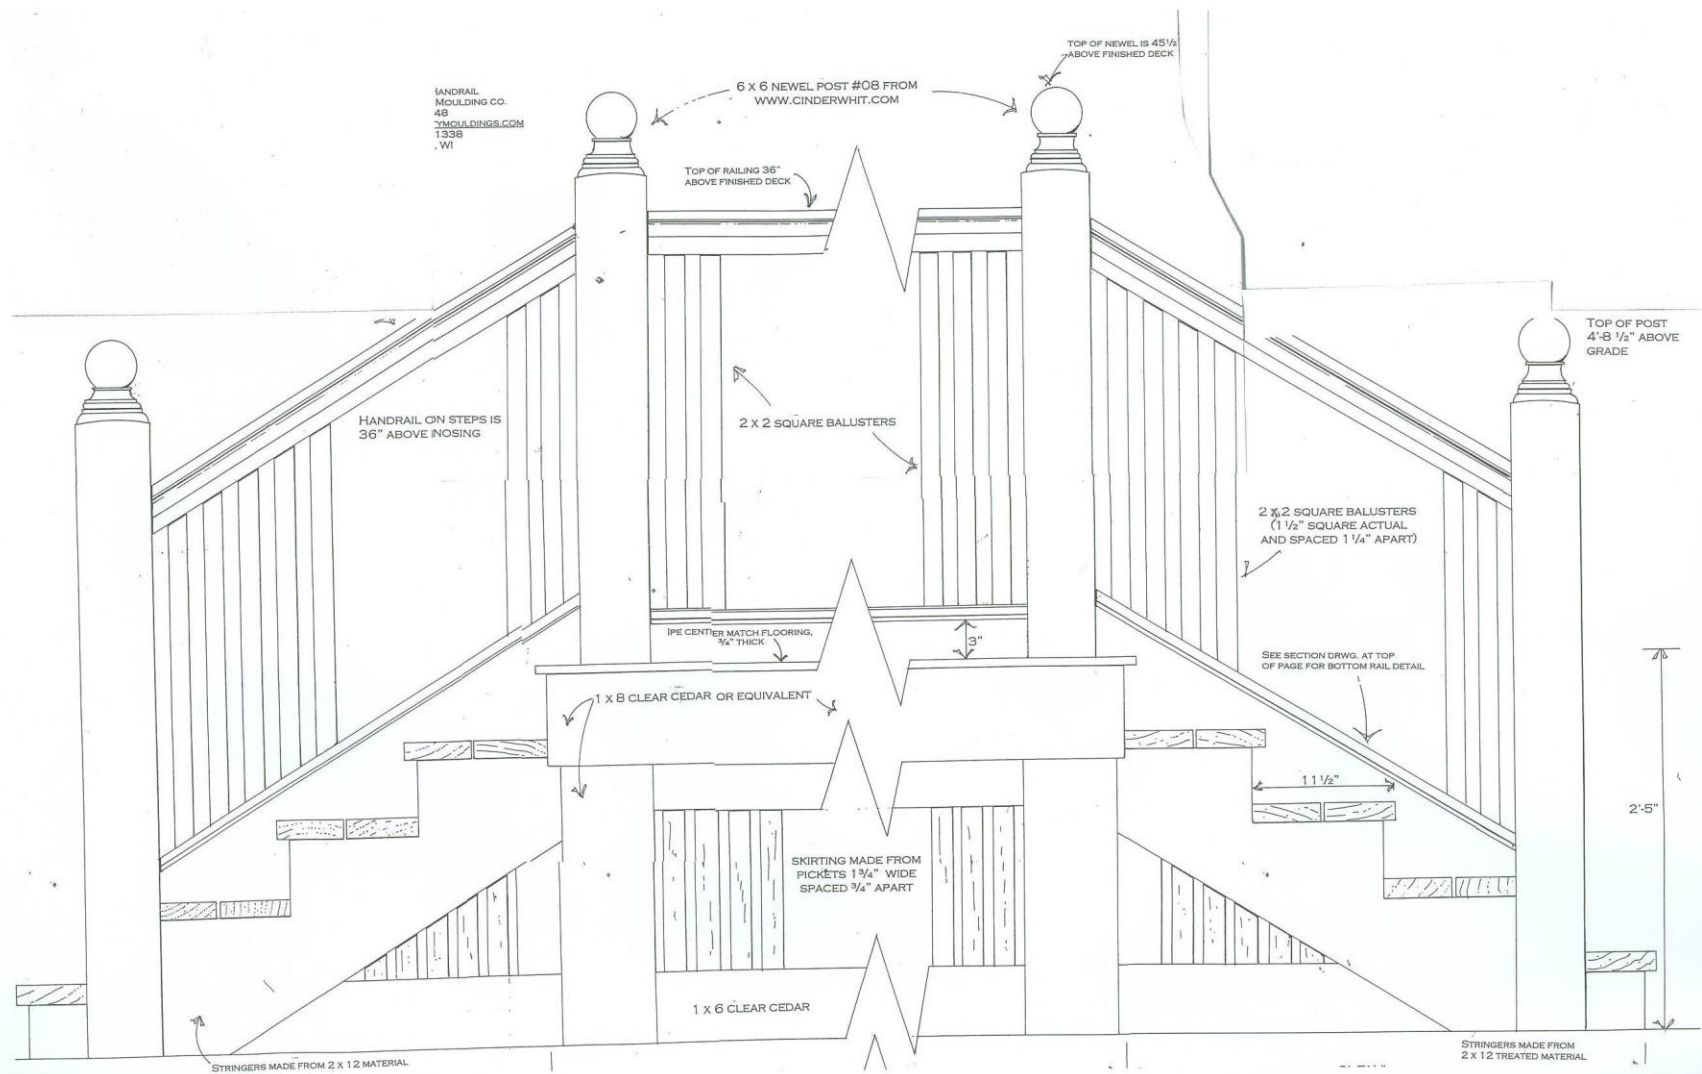 TOP OF NEWEL IS 45½
ABOVE FINISHED DECK
6 X 6 NEWEL POST #08 FROM
WWW.CINDERWHIT.COM
HANDRAIL
MOULDING CO.
48
YMOULDINGS.COM
1338
, WI
TOP OF RAILING 36"
ABOVE FINISHED DECK
TOP OF POST
4'-8 ½" ABOVE
GRADE
HANDRAIL ON STEPS IS
36" ABOVE NOSING
2 X 2 SQUARE BALUSTERS
2 X 2 SQUARE BALUSTERS
(1 ½" SQUARE ACTUAL
AND SPACED 1 ¼" APART)
IPE CENTER MATCH FLOORING,
¾" THICK
3"
SEE SECTION DRWG. AT TOP
OF PAGE FOR BOTTOM RAIL DETAIL
1 X 8 CLEAR CEDAR OR EQUIVALENT
11½"
2'-5"
SKIRTING MADE FROM
PICKETS 1¾" WIDE
SPACED ¾" APART
1 X 6 CLEAR CEDAR
STRINGERS MADE FROM 2 X 12 MATERIAL
STRINGERS MADE FROM
2 X 12 TREATED MATERIAL